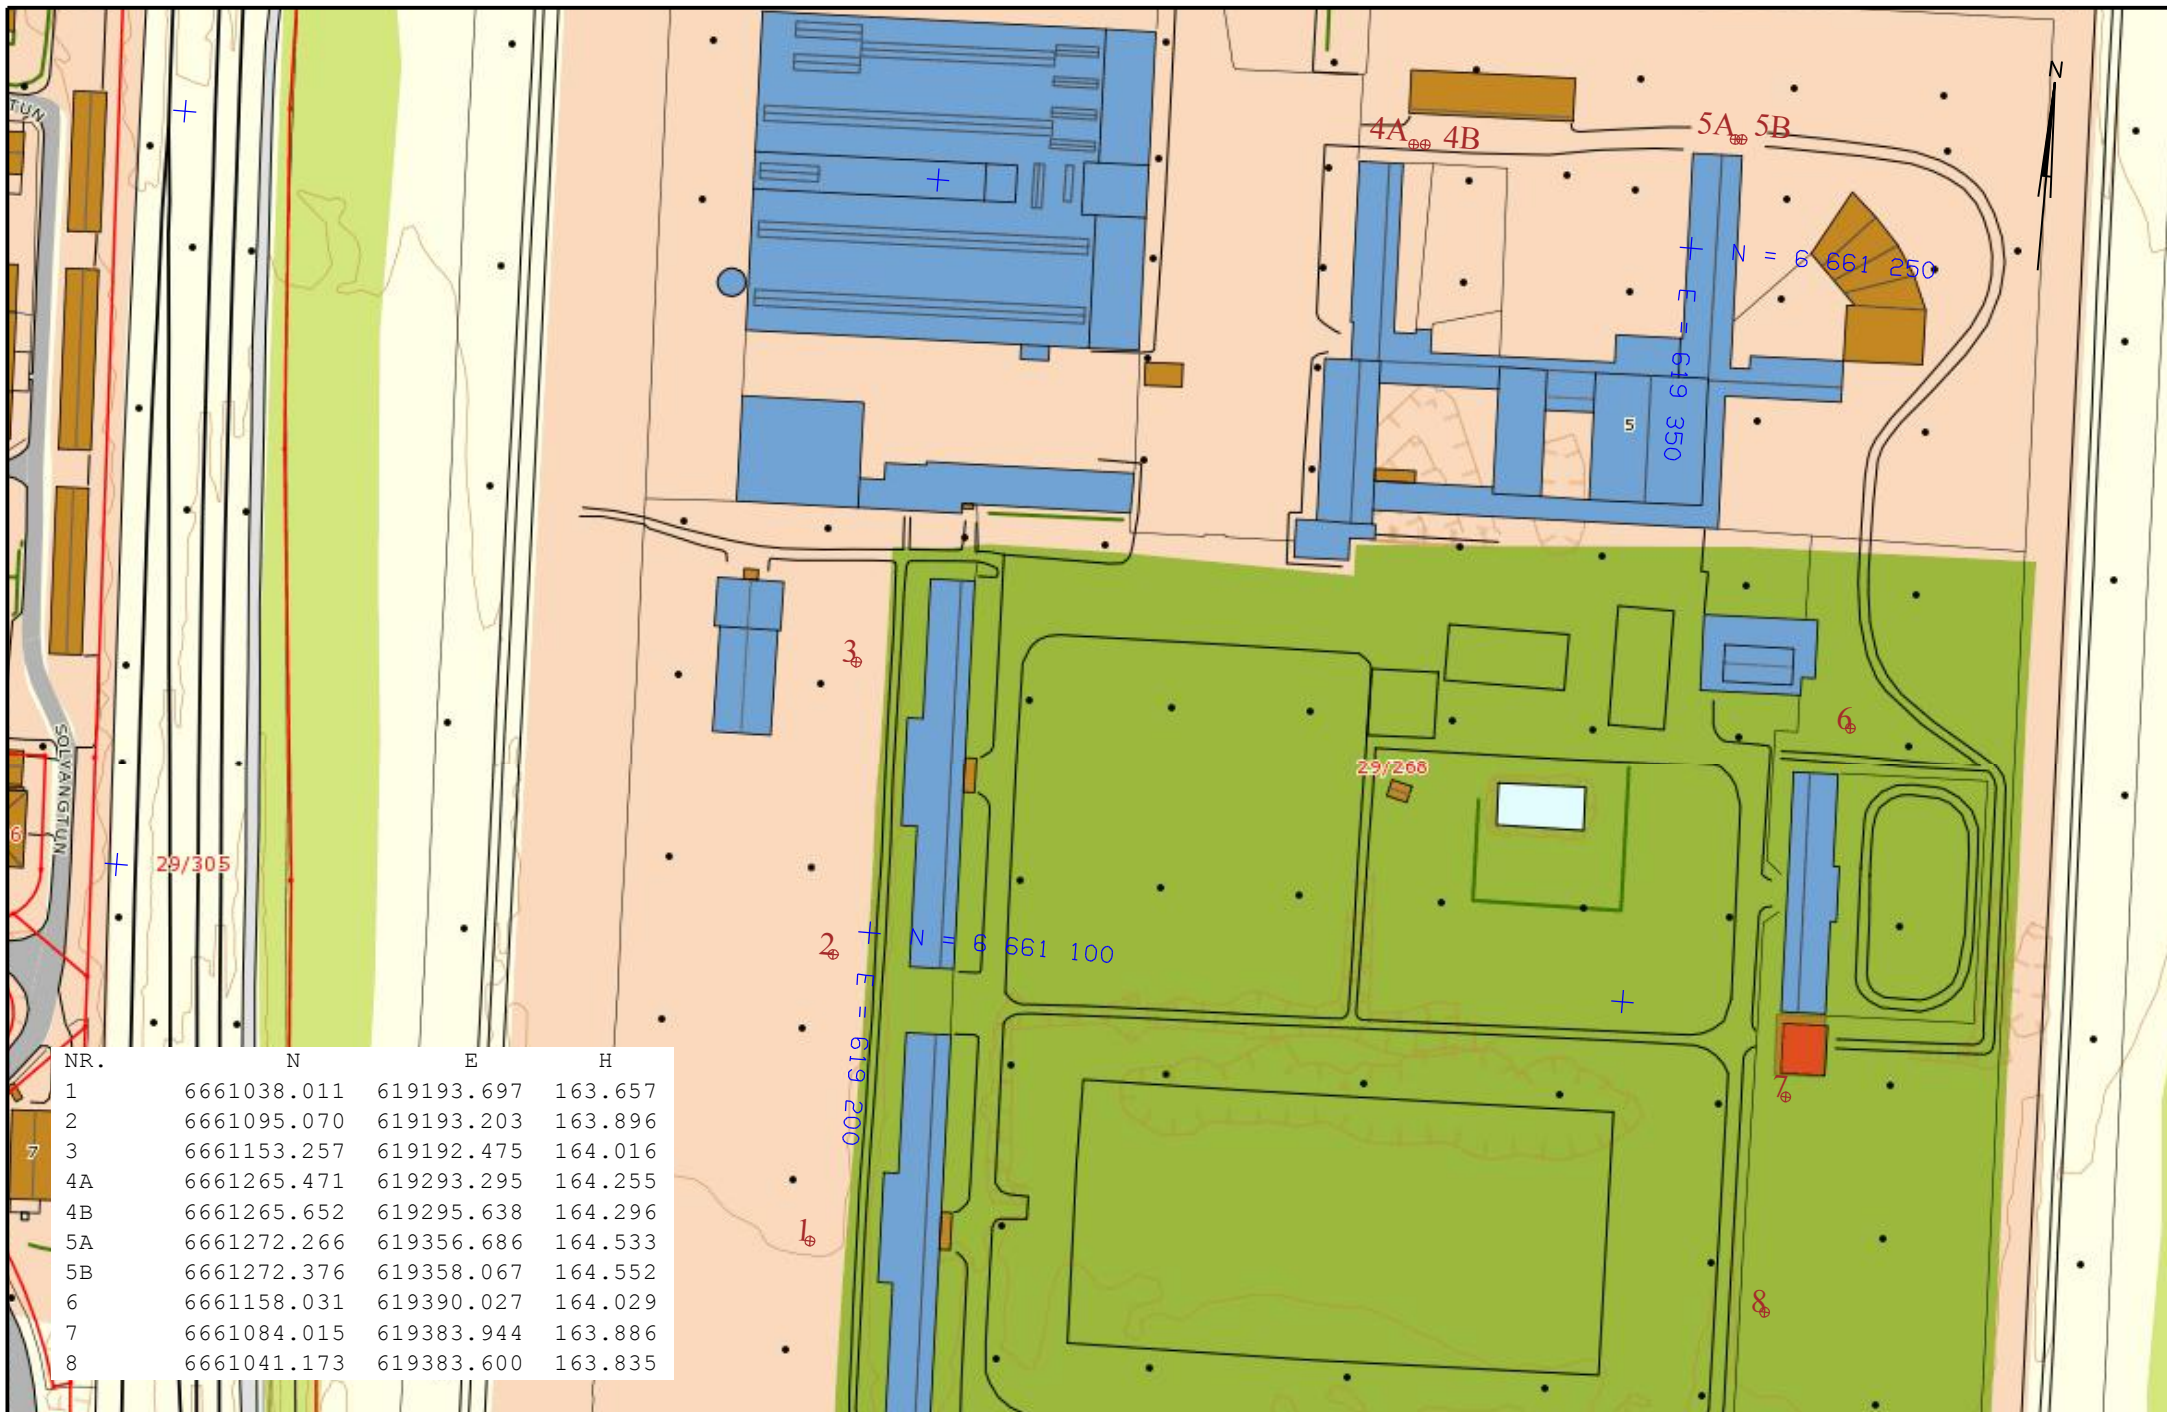 TUN
N
4A 4B
5A 5B
N = 6 661 250
E = 619 350
5
3
SOLVANGTUN
6
29/268
6
29/305
2
N = 6 661 100
E = 619 200
7
7
1
8
NR. N E H
1 6661038.011 619193.697 163.657
2 6661095.070 619193.203 163.896
3 6661153.257 619192.475 164.016
4A 6661265.471 619293.295 164.255
4B 6661265.652 619295.638 164.296
5A 6661272.266 619356.686 164.533
5B 6661272.376 619358.067 164.552
6 6661158.031 619390.027 164.029
7 6661084.015 619383.944 163.886
8 6661041.173 619383.600 163.835